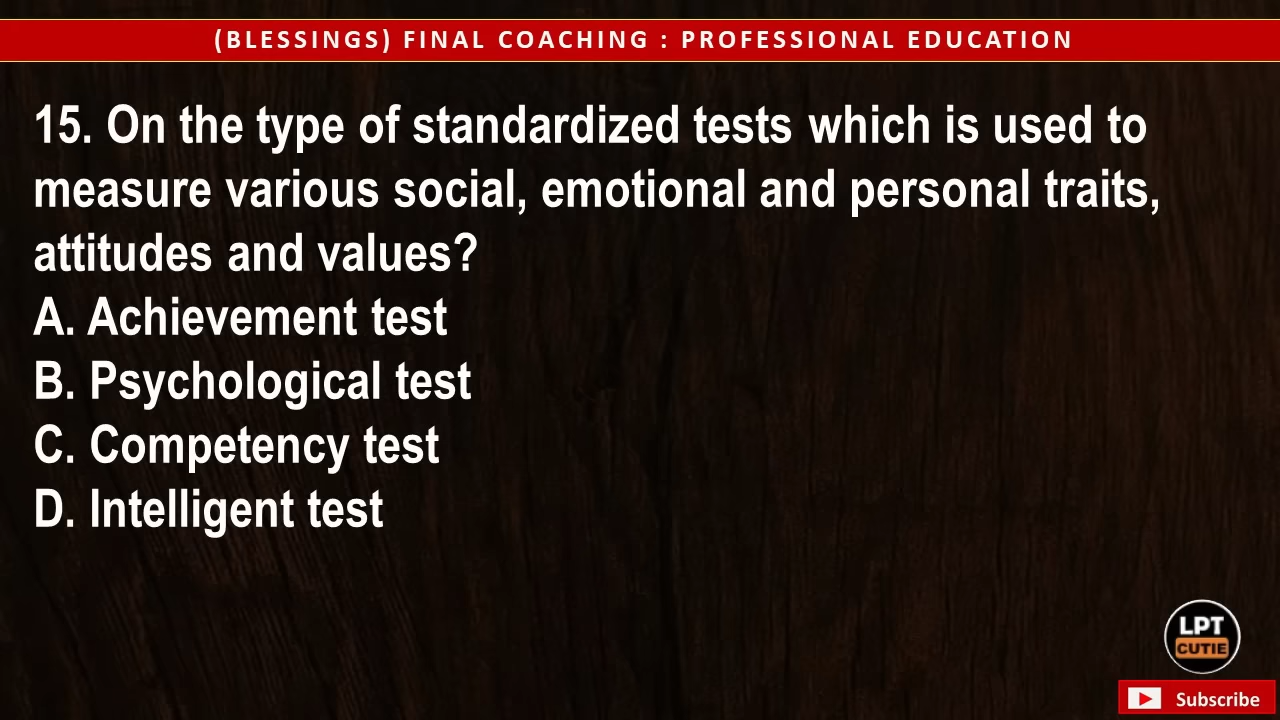 (BLESSINGS) FINAL COACHING : PROFESSIONAL EDUCATION
15. On the type of standardized tests which is used to
measure various social, emotional and personal traits,
attitudes and values?
A. Achievement test
B. Psychological test
C. Competency test
D. Intelligent test
LPT
CUTIE
Subscribe